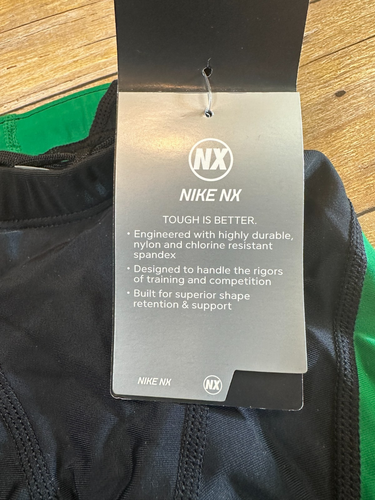 NX
NIKE NX
TOUGH IS BETTER.
• Engineered with highly durable,
nylon and chlorine resistant
spandex
• Designed to handle the rigors
of training and competition
• Built for superior shape
retention & support
NIKE NX NX